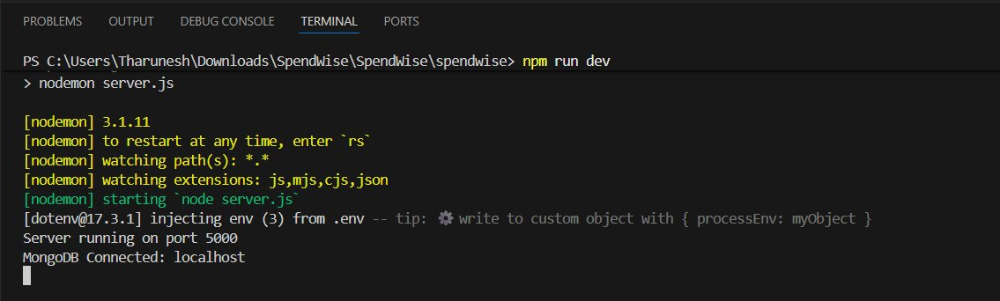 PROBLEMS OUTPUT DEBUG CONSOLE TERMINAL PORTS
PS C:\Users\Tharunesh\Downloads\SpendWise\SpendWise\spendwise> npm run dev
> nodemon server.js
[nodemon] 3.1.11
[nodemon] to restart at any time, enter `rs`
[nodemon] watching path(s): *.*
[nodemon] watching extensions: js,mjs,cjs,json
[nodemon] starting `node server.js`
[dotenv@17.3.1] injecting env (3) from .env -- tip: ⚙️ write to custom object with { processEnv: myObject }
Server running on port 5000
MongoDB Connected: localhost